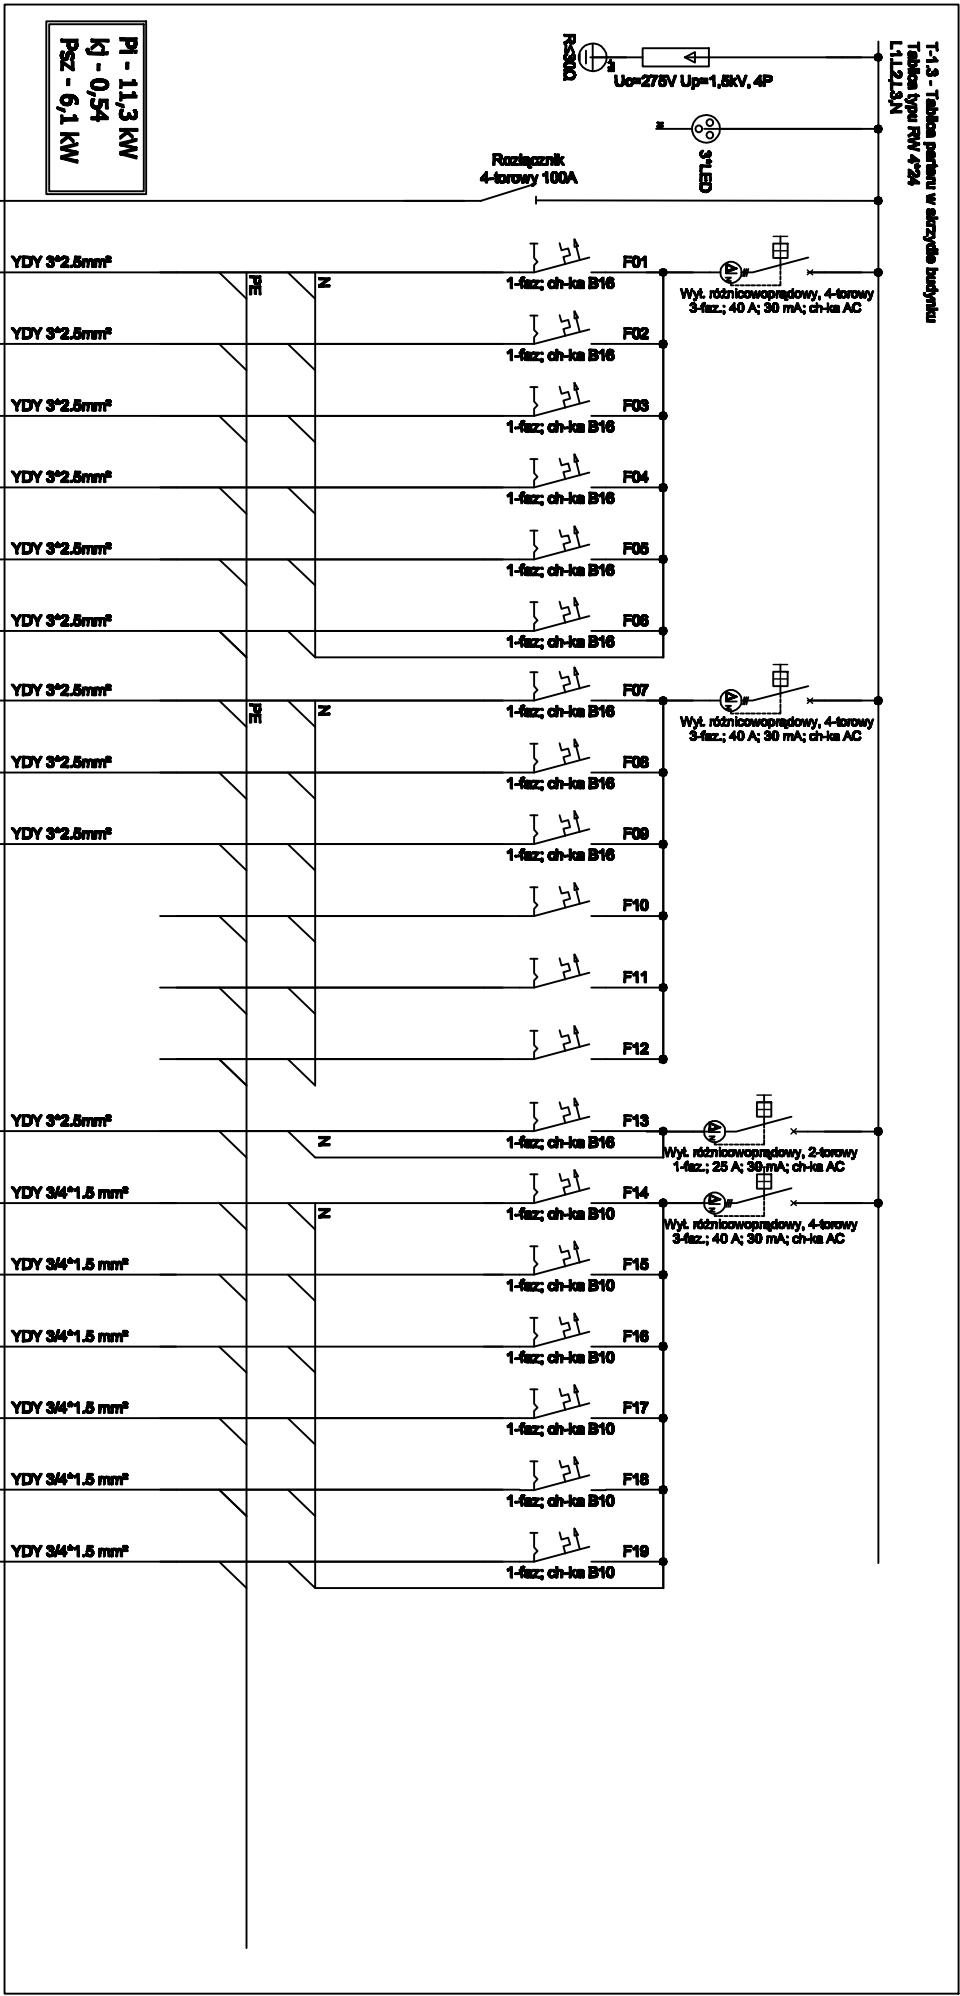 T-1.3 - Tablica parteru w skrzydle budynku
Tablica typu RW 4*24
L1,L2,L3,N
R≤30Ω
Uc=275V Up=1,5kV, 4P
3*LED
N
Pi - 11,3 kW
kj - 0,54
Psz - 6,1 kW
Rozłącznik
4-torowy 100A
YDY 3*2.5mm²
PE
N
F01
1-faz; ch-ka B16
Wył. różnicowoprądowy, 4-torowy
3-faz.; 40 A; 30 mA; ch-ka AC
YDY 3*2.5mm²
F02
1-faz; ch-ka B16
YDY 3*2.5mm²
F03
1-faz; ch-ka B16
YDY 3*2.5mm²
F04
1-faz; ch-ka B16
YDY 3*2.5mm²
F05
1-faz; ch-ka B16
YDY 3*2.5mm²
F06
1-faz; ch-ka B16
YDY 3*2.5mm²
PE
N
F07
1-faz; ch-ka B16
Wył. różnicowoprądowy, 4-torowy
3-faz.; 40 A; 30 mA; ch-ka AC
YDY 3*2.5mm²
F08
1-faz; ch-ka B16
YDY 3*2.5mm²
F09
1-faz; ch-ka B16
F10
F11
F12
YDY 3*2.5mm²
N
F13
1-faz; ch-ka B16
Wył. różnicowoprądowy, 2-torowy
1-faz.; 25 A; 30 mA; ch-ka AC
YDY 3/4*1.5 mm²
N
F14
1-faz; ch-ka B10
Wył. różnicowoprądowy, 4-torowy
3-faz.; 40 A; 30 mA; ch-ka AC
YDY 3/4*1.5 mm²
F15
1-faz; ch-ka B10
YDY 3/4*1.5 mm²
F16
1-faz; ch-ka B10
YDY 3/4*1.5 mm²
F17
1-faz; ch-ka B10
YDY 3/4*1.5 mm²
F18
1-faz; ch-ka B10
YDY 3/4*1.5 mm²
F19
1-faz; ch-ka B10